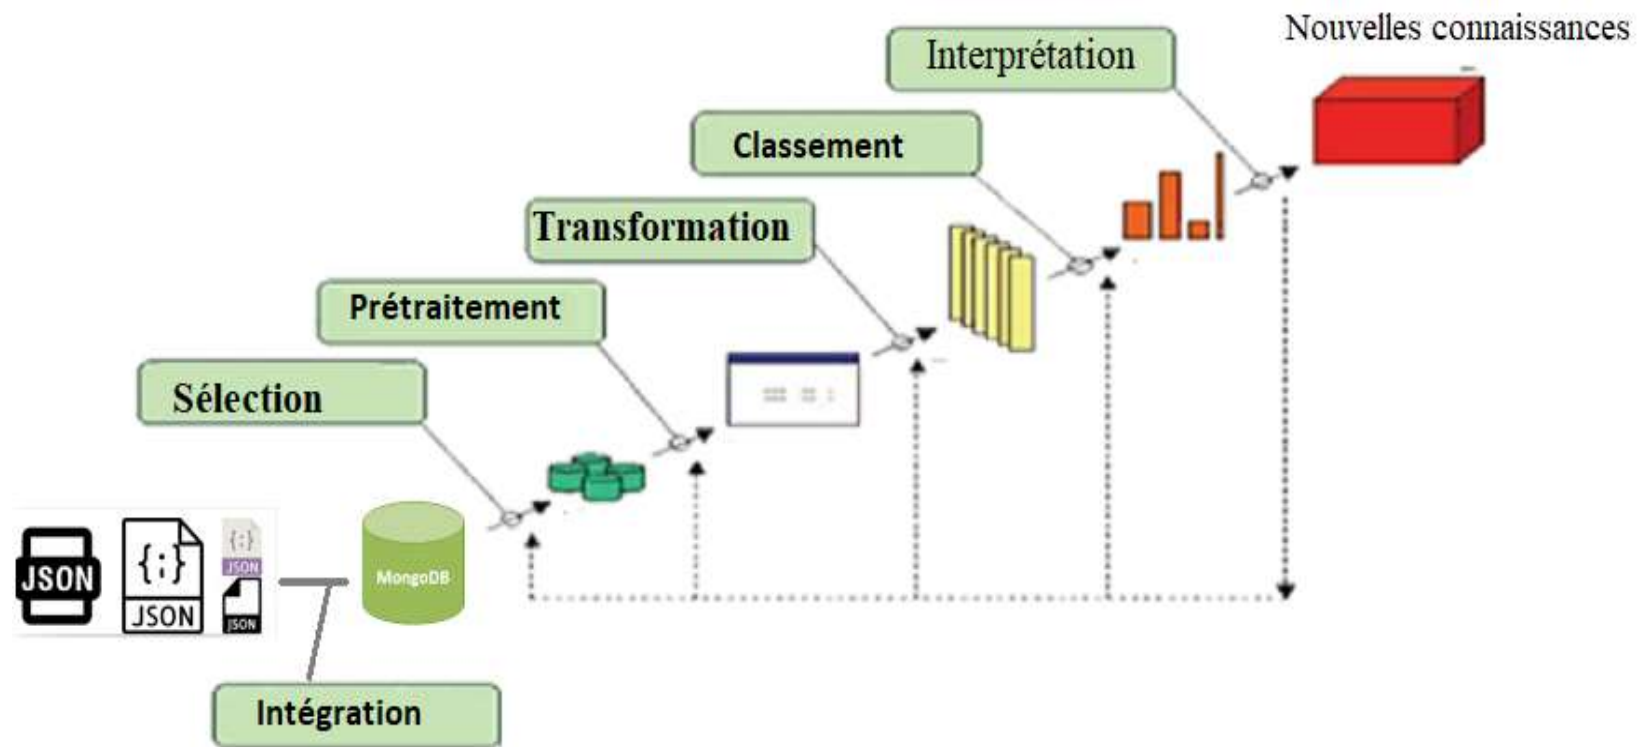 Nouvelles connaissances
Interprétation
Classement
Transformation
Prétraitement
Sélection
JSON
{;}
JSON
{;}
JSON
JSON
MongoDB
Intégration